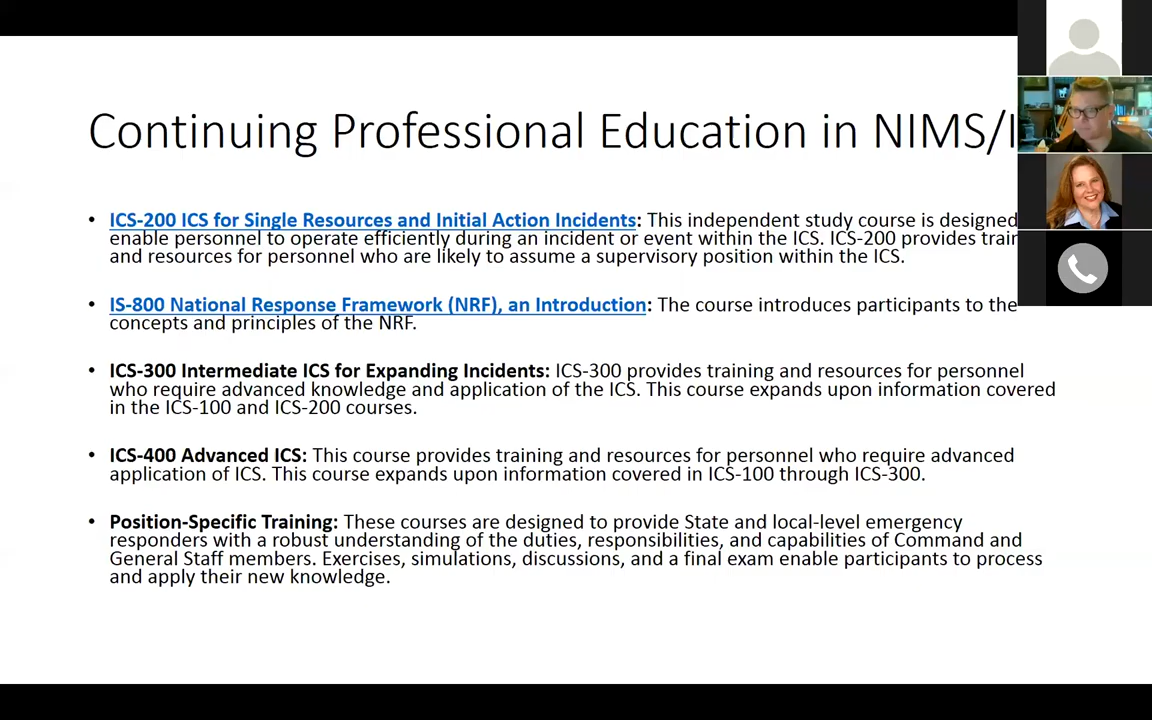 Continuing Professional Education in NIMS/
• ICS-200 ICS for Single Resources and Initial Action Incidents: This independent study course is designed
enable personnel to operate efficiently during an incident or event within the ICS. ICS-200 provides
and resources for personnel who are likely to assume a supervisory position within the ICS.
• IS-800 National Response Framework (NRF), an Introduction: The course introduces participants to the
concepts and principles of the NRF.
• ICS-300 Intermediate ICS for Expanding Incidents: ICS-300 provides training and resources for personnel
who require advanced knowledge and application of the ICS. This course expands upon information covered
in the ICS-100 and ICS-200 courses.
• ICS-400 Advanced ICS: This course provides training and resources for personnel who require advanced
application of ICS. This course expands upon information covered in ICS-100 through ICS-300.
• Position-Specific Training: These courses are designed to provide State and local-level emergency
responders with a robust understanding of the duties, responsibilities, and capabilities of Command and
General Staff members. Exercises, simulations, discussions, and a final exam enable participants to process
and apply their new knowledge.